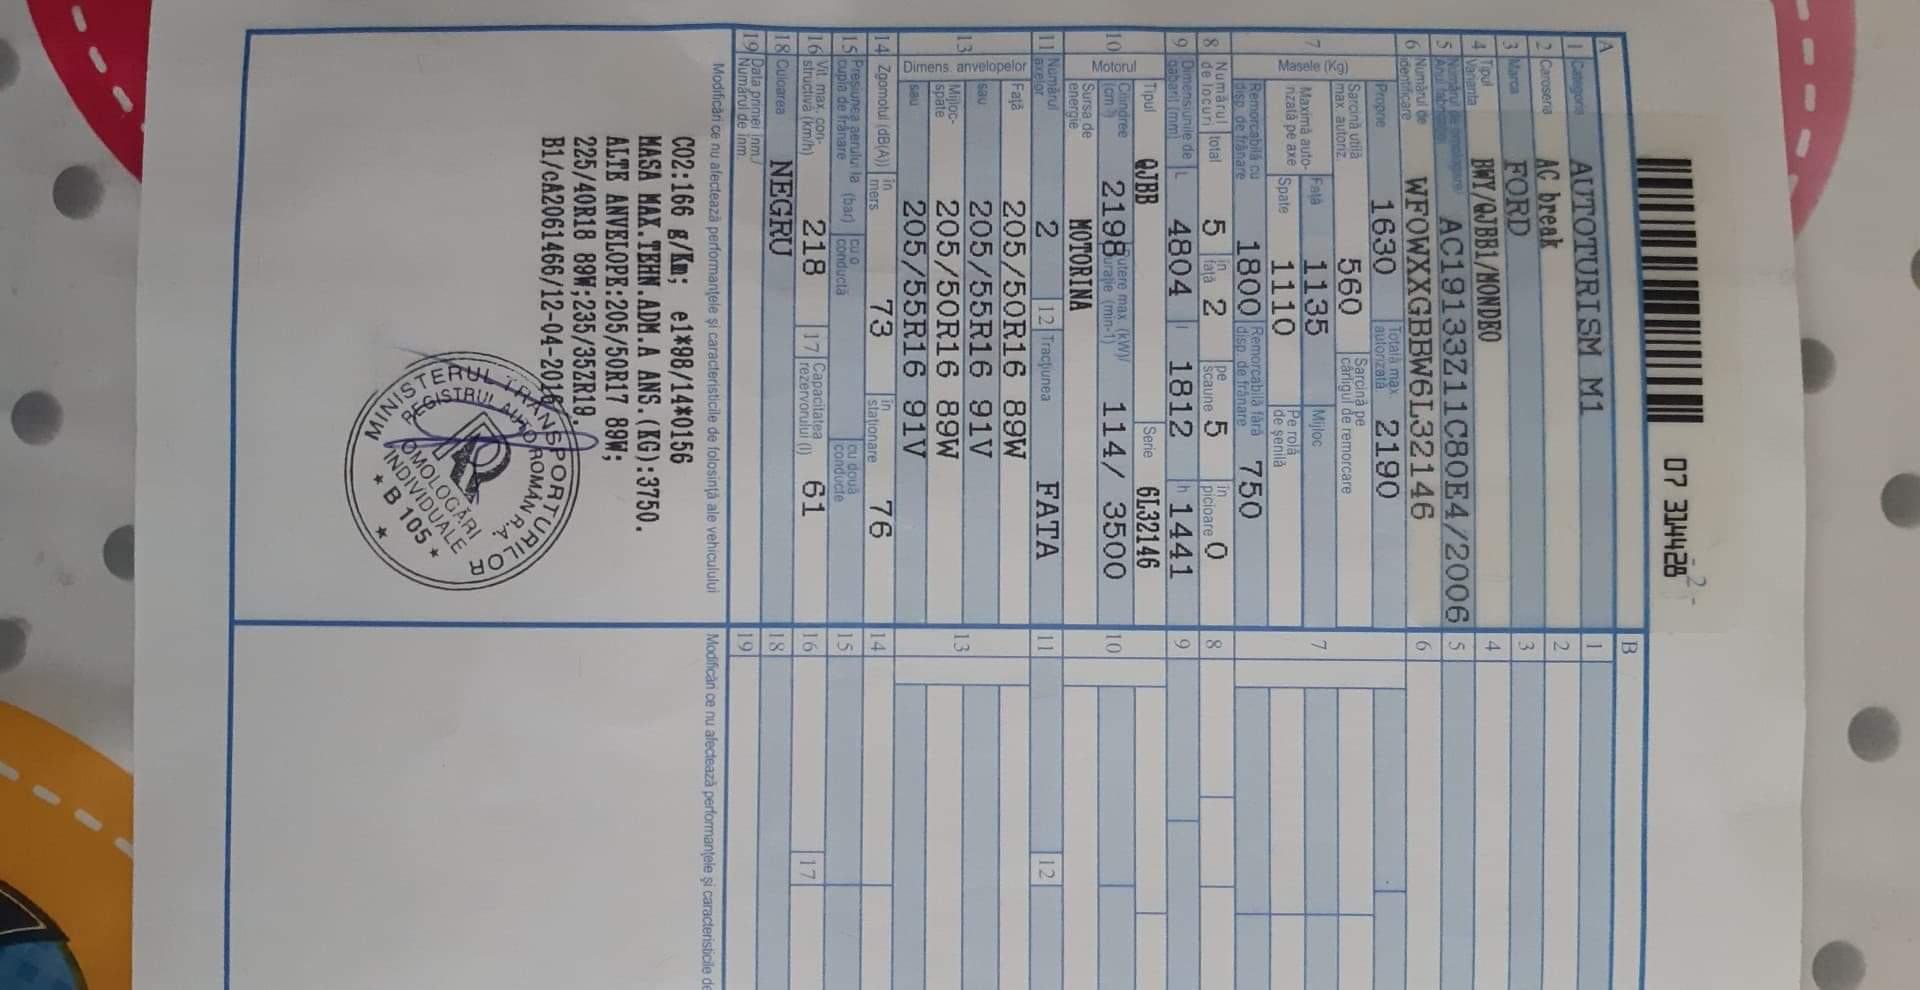 07 314428
-2-
A
1 Categoria AUTOTURISM M1
2 Caroseria AC break
3 Marca FORD
4 Tipul Varianta BWY/QJBB1/MONDEO
5 Numărul de omologare/ Anul fabricației AC19133Z11C80E4/2006
6 Numărul de identificare WF0WXXGBBW6L32146
7 Masele (Kg)
Proprie 1630 Totală max. autorizată 2190
Sarcină utilă max. autoriz. 560 Sarcină pe cârligul de remorcare
Maximă autorizată pe axe Față 1135 Mijloc
Spate 1110 Pe rolă de șenilă
Remorcabilă cu disp. de frânare 1800 Remorcabilă fără disp. de frânare 750
8 Numărul de locuri total 5 în față 2 pe scaune 5 în picioare 0
9 Dimensiunile de gabarit (mm) L 4804 l 1812 h 1441
10 Motorul
Tipul QJBB Serie 6L32146
Cilindree (cm³) 2198 Putere max. (kW)/ turație (min-1) 114/ 3500
Sursa de energie MOTORINA
11 Numărul axelor 2 12 Tracțiunea FATA
13 Dimens. anvelopelor
Față 205/50R16 89W
sau 205/55R16 91V
Mijloc-spate 205/50R16 89W
sau 205/55R16 91V
14 Zgomotul (dB(A)) în mers 73 în staționare 76
15 Presiunea aerului la cupla de frânare (bar) cu o conductă cu două conducte
16 Vit. max. constructivă (km/h) 218 17 Capacitatea rezervorului (l) 61
18 Culoarea NEGRU
19 Data primei înm./ Numărul de înm.
Modificări ce nu afectează performanțele și caracteristicile de folosință ale vehiculului
CO2:166 g/Km; e1*98/14*0156
MASA MAX.TEHN.ADM.A ANS.(KG):3750.
ALTE ANVELOPE:205/50R17 89W;
225/40R18 89W;235/35ZR19.
B1/cA2061466/12-04-2016
MINISTERUL TRANSPORTURILOR
REGISTRUL AUTO ROMÂN R.A.
OMOLOGĂRI
INDIVIDUALE
B 105
B
1
2
3
4
5
6
7
8
9
10
11 12
13
14
15
16 17
18
19
Modificări ce nu afectează performanțele și caracteristicile de